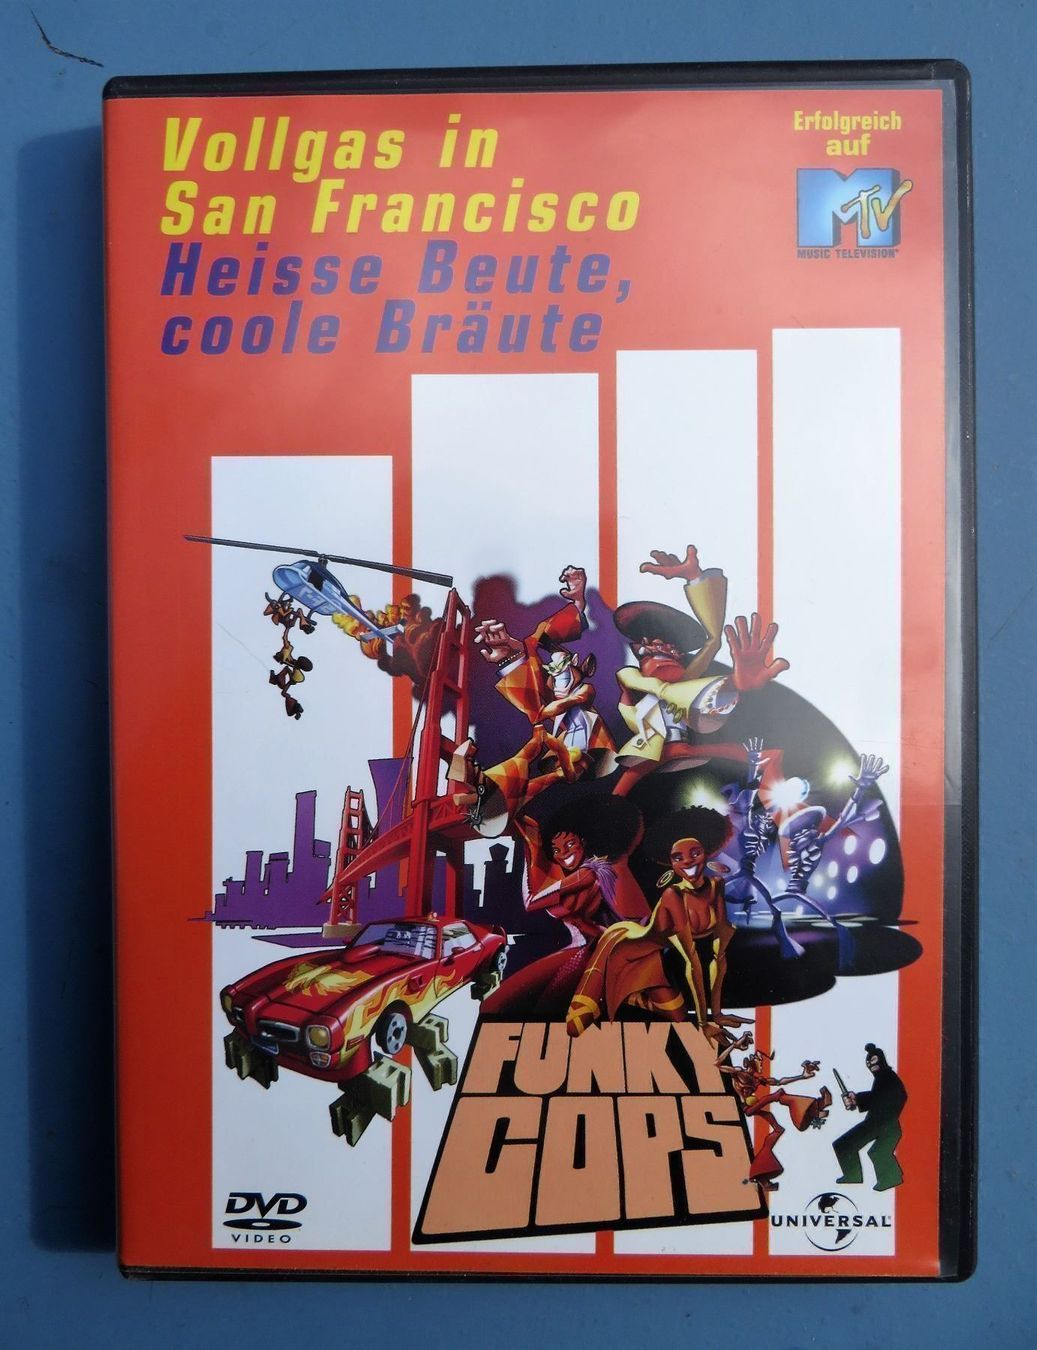 Vollgas in
San Francisco
Heisse Beute,
coole Bräute
Erfolgreich
auf
MTV
MUSIC TELEVISION®
FUNKY
COPS
DVD
VIDEO
UNIVERSAL